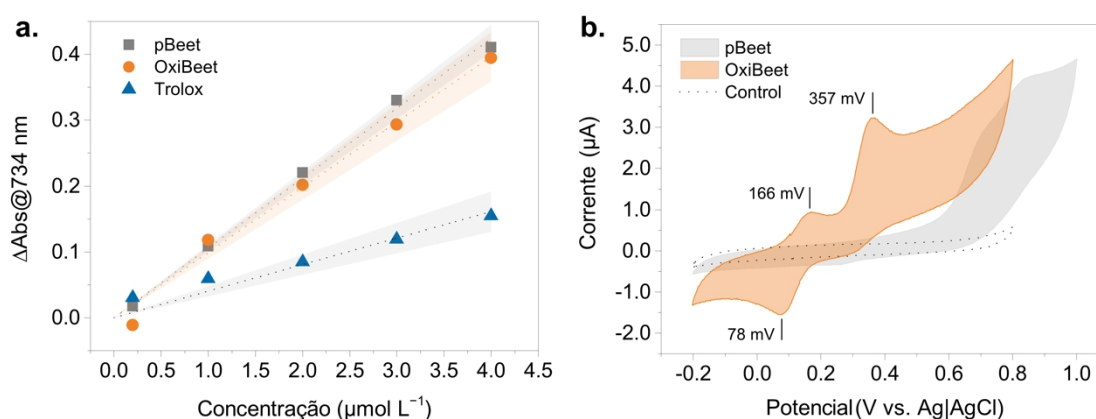 a.
pBeet
OxiBeet
Trolox
ΔAbs@734 nm
0.4
0.3
0.2
0.1
0.0
0.0 0.5 1.0 1.5 2.0 2.5 3.0 3.5 4.0 4.5
Concentração (μmol L⁻¹)
b.
pBeet
OxiBeet
Control
357 mV
166 mV
78 mV
Corrente (μA)
5.0
4.0
3.0
2.0
1.0
0.0
-1.0
-2.0
-0.2 0.0 0.2 0.4 0.6 0.8 1.0
Potencial (V vs. Ag|AgCl)